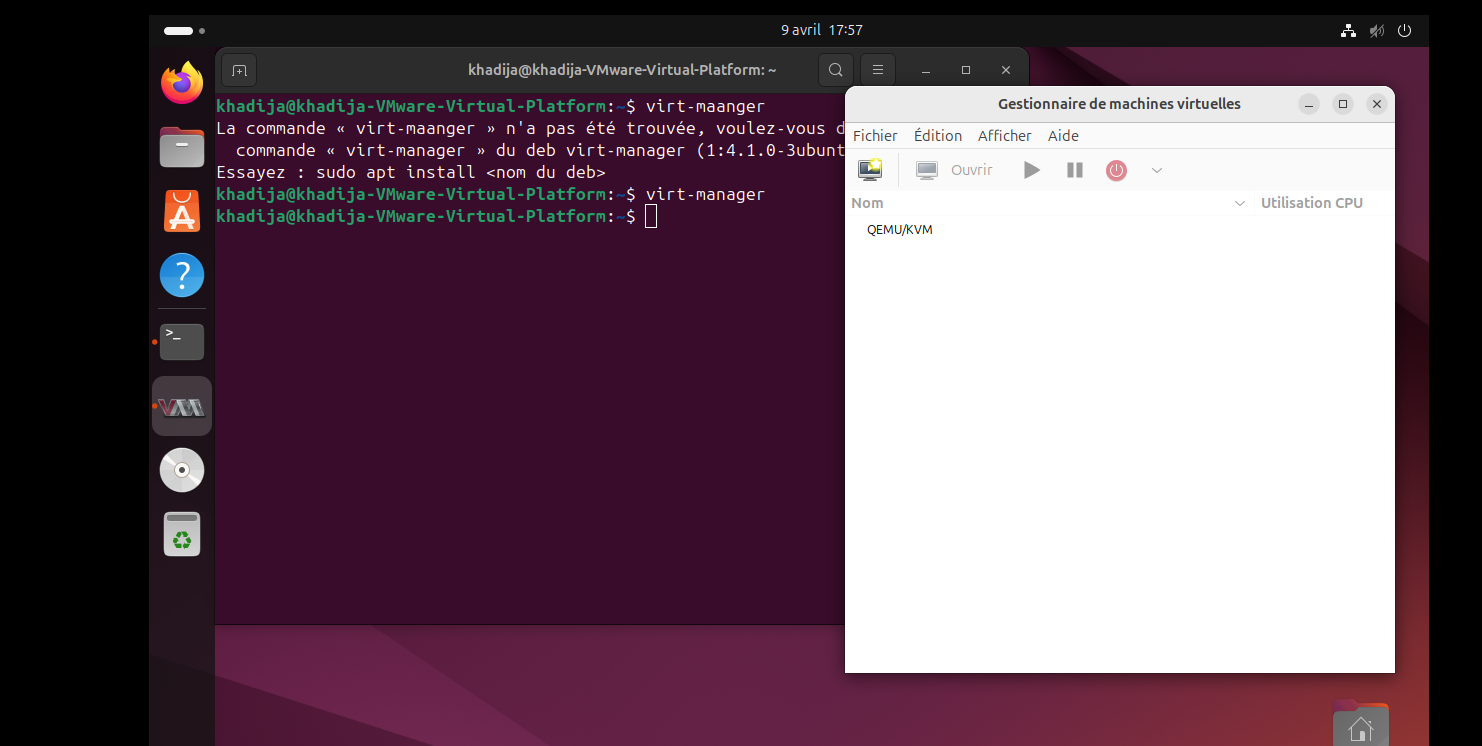 9 avril 17:57
khadija@khadija-VMware-Virtual-Platform: ~
khadija@khadija-VMware-Virtual-Platform:~$ virt-maanger
La commande « virt-maanger » n'a pas été trouvée, voulez-vous d
commande « virt-manager » du deb virt-manager (1:4.1.0-3ubunt
Essayez : sudo apt install <nom du deb>
khadija@khadija-VMware-Virtual-Platform:~$ virt-manager
khadija@khadija-VMware-Virtual-Platform:~$
Gestionnaire de machines virtuelles
Fichier Édition Afficher Aide
Ouvrir
Nom Utilisation CPU
QEMU/KVM